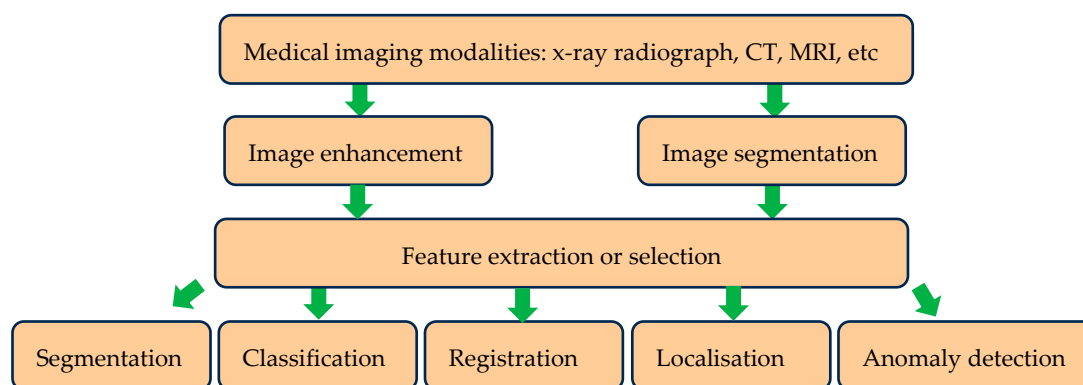 Medical imaging modalities: x-ray radiograph, CT, MRI, etc
Image enhancement
Image segmentation
Feature extraction or selection
Segmentation
Classification
Registration
Localisation
Anomaly detection